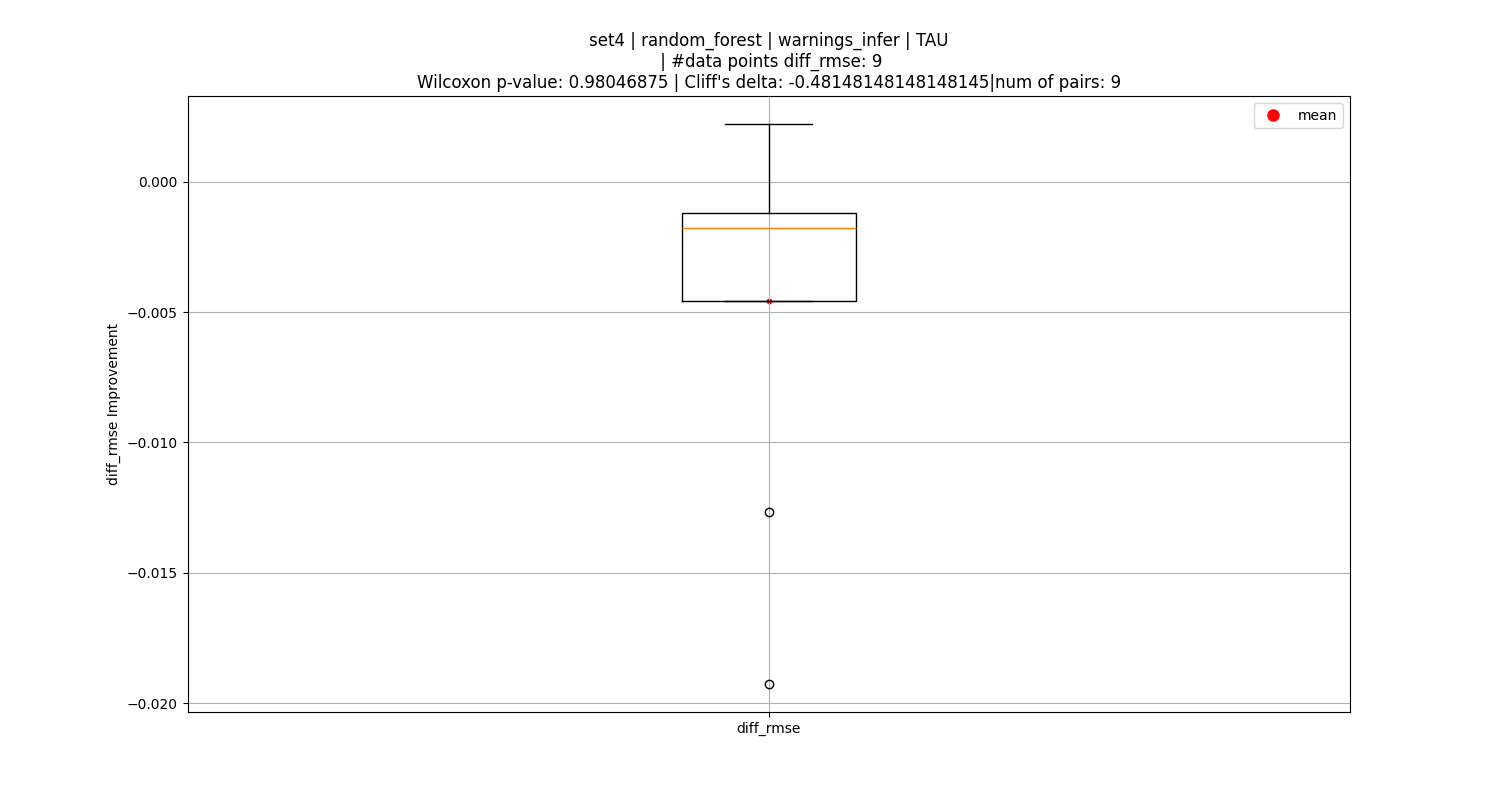 set4 | random_forest | warnings_infer | TAU
| #data points diff_rmse: 9
Wilcoxon p-value: 0.98046875 | Cliff's delta: -0.48148148148148145|num of pairs: 9
mean
0.000
−0.005
−0.010
−0.015
−0.020
diff_rmse Improvement
diff_rmse